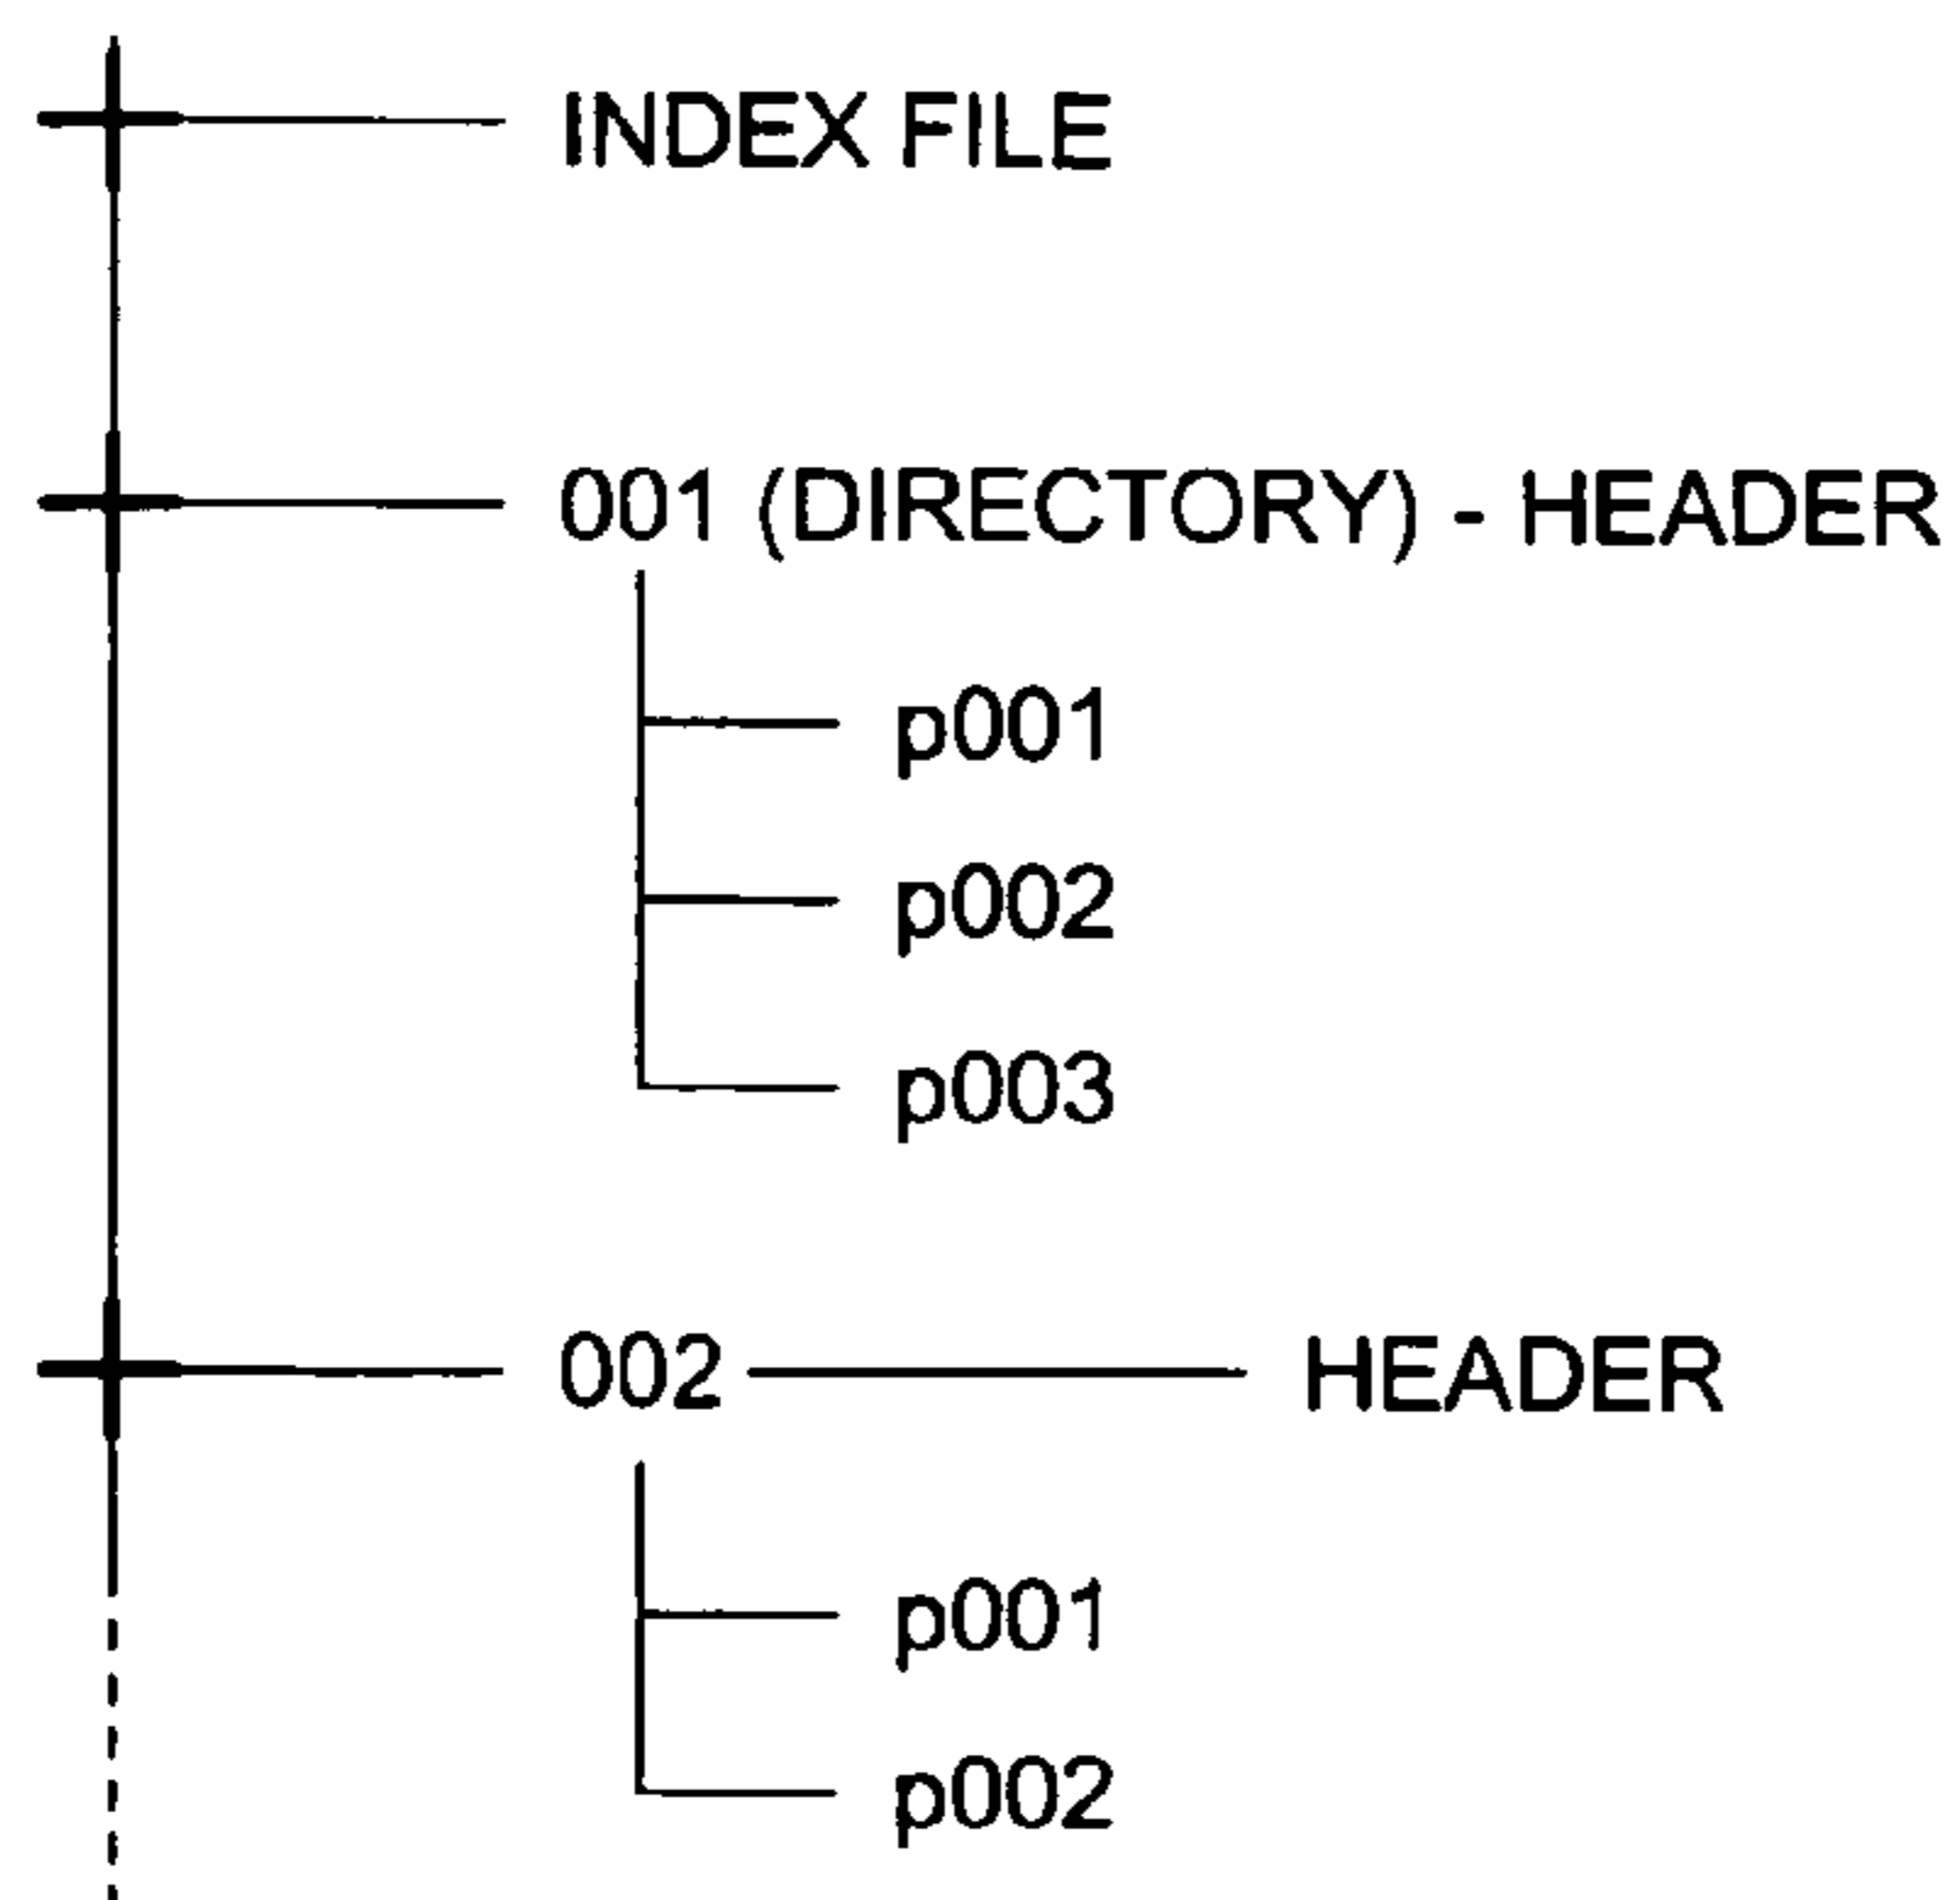 INDEX FILE
001 (DIRECTORY) - HEADER
p001
p002
p003
002 HEADER
p001
p002